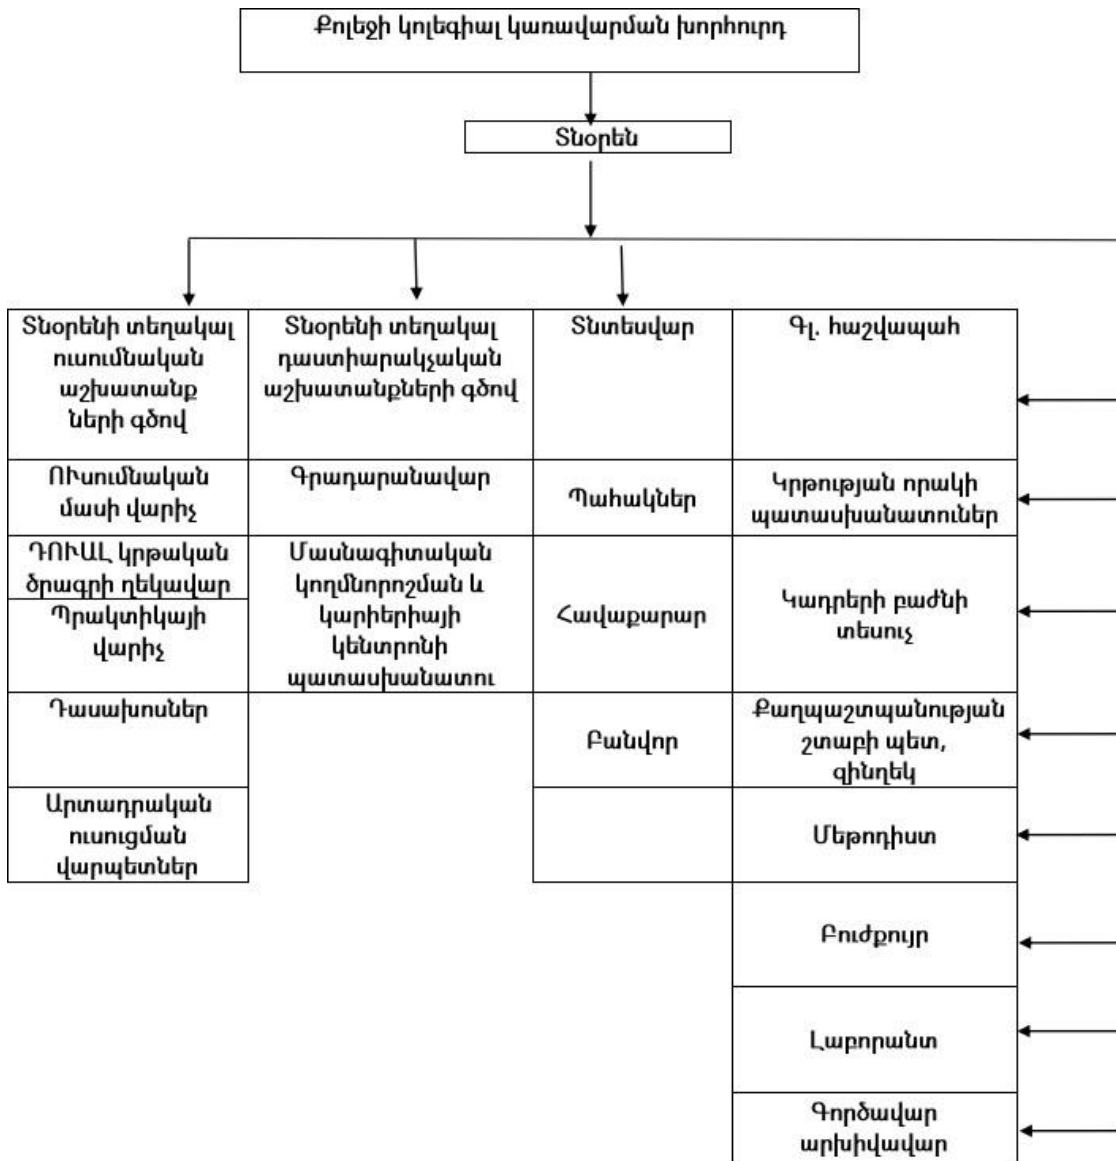 Քոլեջի կոլեգիալ կառավարման խորհուրդ
Տնօրեն
Տնօրենի տեղակալ
ուսումնական
աշխատանք
ների գծով
Տնօրենի տեղակալ
դաստիարակչական
աշխատանքների գծով
Տնտեսվար
Գլ. հաշվապահ
ՈՒսումնական
մասի վարիչ
Գրադարանավար
Պահակներ
Կրթության որակի
պատասխանատուներ
ԴՈՒԱԼ կրթական
ծրագրի ղեկավար
Պրակտիկայի
վարիչ
Մասնագիտական
կողմնորոշման և
կարիերիայի
կենտրոնի
պատասխանատու
Հավաքարար
Կադրերի բաժնի
տեսուչ
Դասախոսներ
Բանվոր
Քաղպաշտպանության
շտաբի պետ,
զինղեկ
Արտադրական
ուսուցման
վարպետներ
Մեթոդիստ
Բուժքույր
Լաբորանտ
Գործավար
արխիվավար